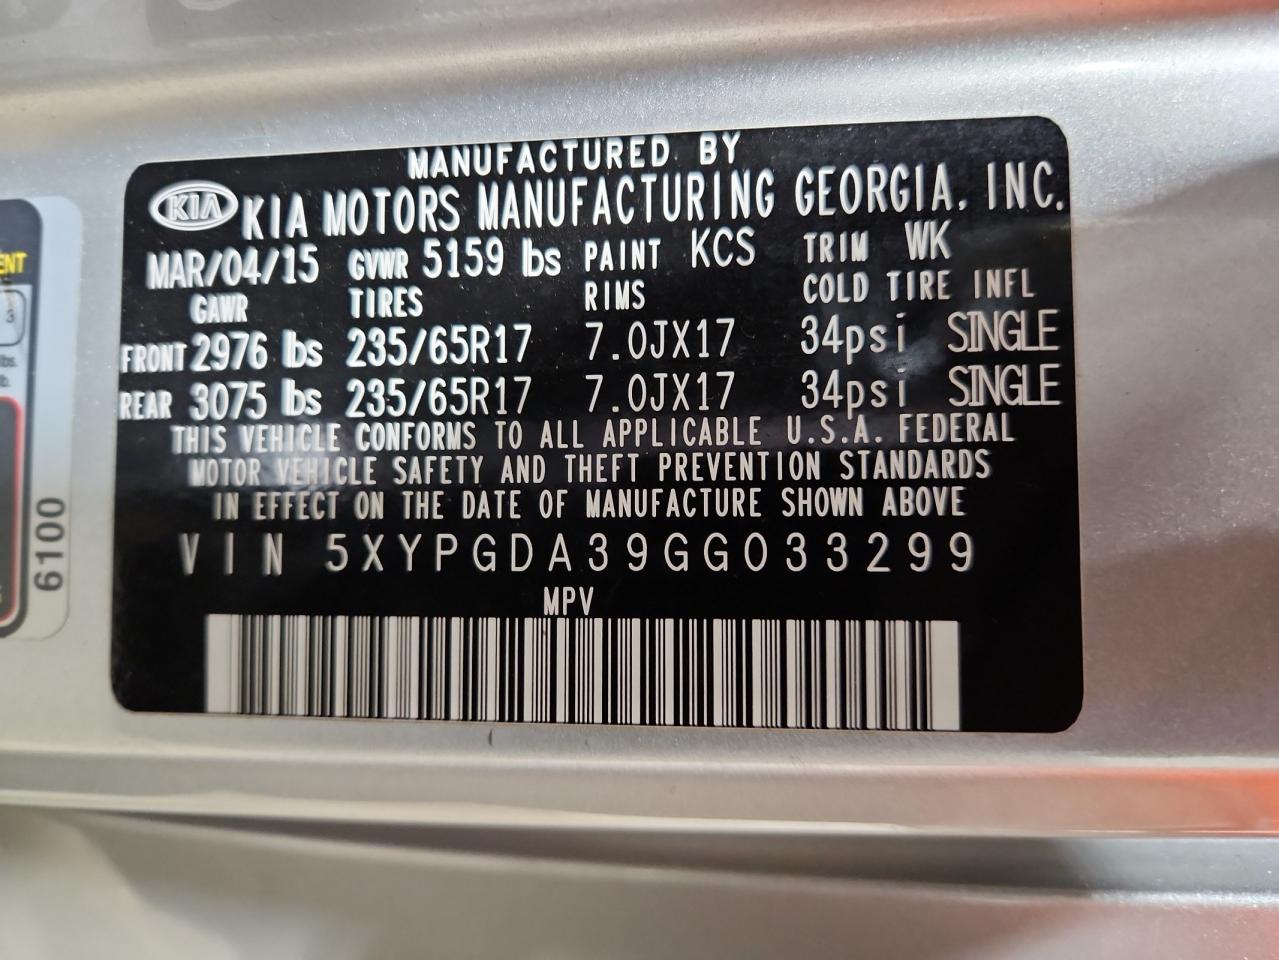 MANUFACTURED BY
KIA KIA MOTORS MANUFACTURING GEORGIA, INC.
MAR/04/15 GVWR 5159 lbs PAINT KCS TRIM WK
GAWR TIRES RIMS COLD TIRE INFL
FRONT 2976 lbs 235/65R17 7.0JX17 34psi SINGLE
REAR 3075 lbs 235/65R17 7.0JX17 34psi SINGLE
THIS VEHICLE CONFORMS TO ALL APPLICABLE U.S.A. FEDERAL
MOTOR VEHICLE SAFETY AND THEFT PREVENTION STANDARDS
IN EFFECT ON THE DATE OF MANUFACTURE SHOWN ABOVE
VIN 5XYPGDA39GG033299
MPV
6100